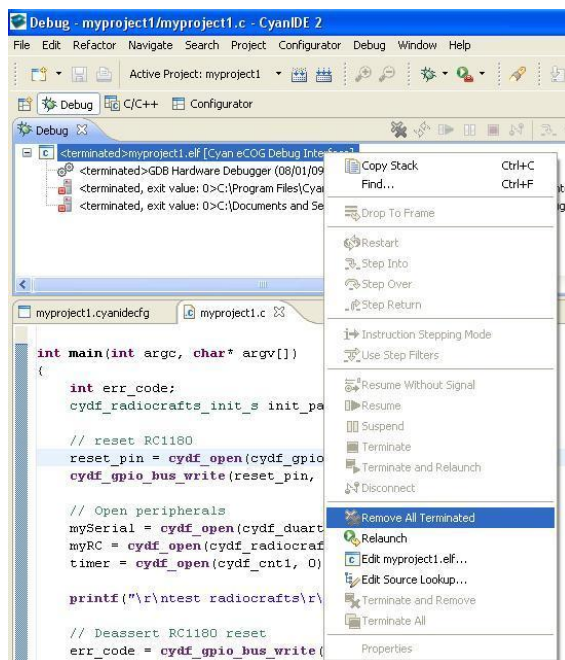 Debug - myproject1/myproject1.c - CyanIDE 2
File Edit Refactor Navigate Search Project Configurator Debug Window Help
Active Project: myproject1
Debug C/C++ Configurator
Debug
<terminated>myproject1.elf [Cyan eCOG Debug Interface]
<terminated>GDB Hardware Debugger (08/01/09
<terminated, exit value: 0>C:\Program Files\Cya
<terminated, exit value: 0>C:\Documents and Se
Copy Stack Ctrl+C
Find... Ctrl+F
Drop To Frame
Restart
Step Into
Step Over
Step Return
Instruction Stepping Mode
Use Step Filters
Resume Without Signal
Resume
Suspend
Terminate
Terminate and Relaunch
Disconnect
Remove All Terminated
Relaunch
Edit myproject1.elf...
Edit Source Lookup...
Terminate and Remove
Terminate All
Properties
myproject1.cyanidecfg myproject1.c
int main(int argc, char* argv[])
{
int err_code;
cydf_radiocrafts_init_s init_pa
// reset RC1180
reset_pin = cydf_open(cydf_gpio
cydf_gpio_bus_write(reset_pin,
// Open peripherals
mySerial = cydf_open(cydf_duart
myRC = cydf_open(cydf_radiocraf
timer = cydf_open(cydf_cnt1, 0)
printf("\r\ntest radiocrafts\r\
// Deassert RC1180 reset
err_code = cydf_gpio_bus_write(